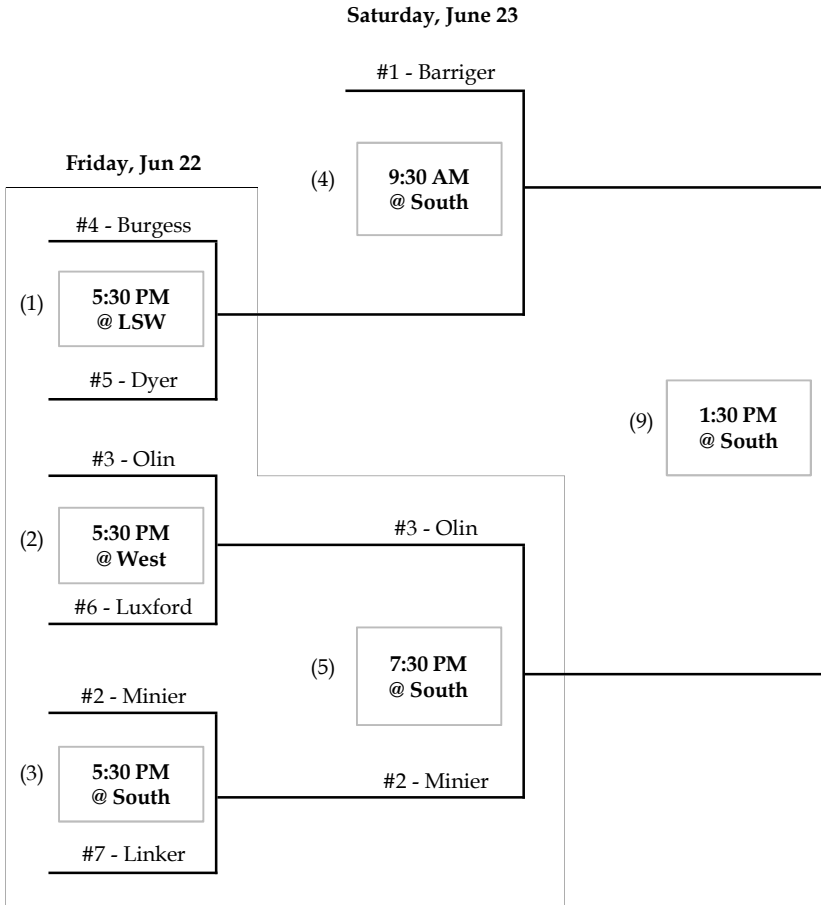 Saturday, June 23
#1 - Barriger
Friday, Jun 22
(4)
9:30 AM
@ South
#4 - Burgess
(1)
5:30 PM
@ LSW
#5 - Dyer
(9)
1:30 PM
@ South
#3 - Olin
(2)
5:30 PM
@ West
#3 - Olin
#6 - Luxford
(5)
7:30 PM
@ South
#2 - Minier
(3)
5:30 PM
@ South
#2 - Minier
#7 - Linker